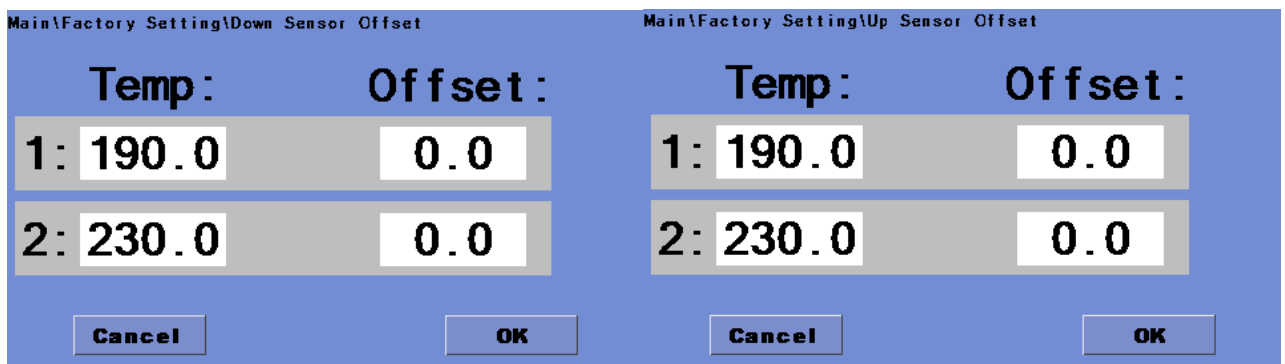 Main\Factory Setting\Down Sensor Offset
Temp: Offset:
1: 190.0 0.0
2: 230.0 0.0
Cancel OK
Main\Factory Setting\Up Sensor Offset
Temp: Offset:
1: 190.0 0.0
2: 230.0 0.0
Cancel OK